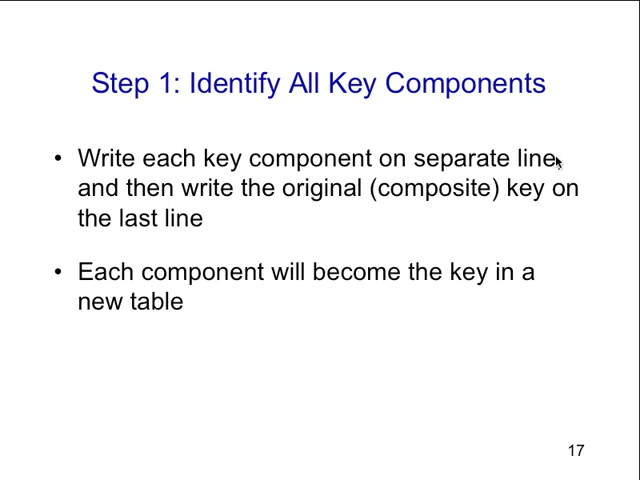 Step 1: Identify All Key Components
• Write each key component on separate line,
and then write the original (composite) key on
the last line
• Each component will become the key in a
new table
17